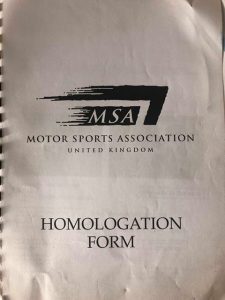 MSA
MOTOR SPORTS ASSOCIATION
UNITED KINGDOM
HOMOLOGATION
FORM